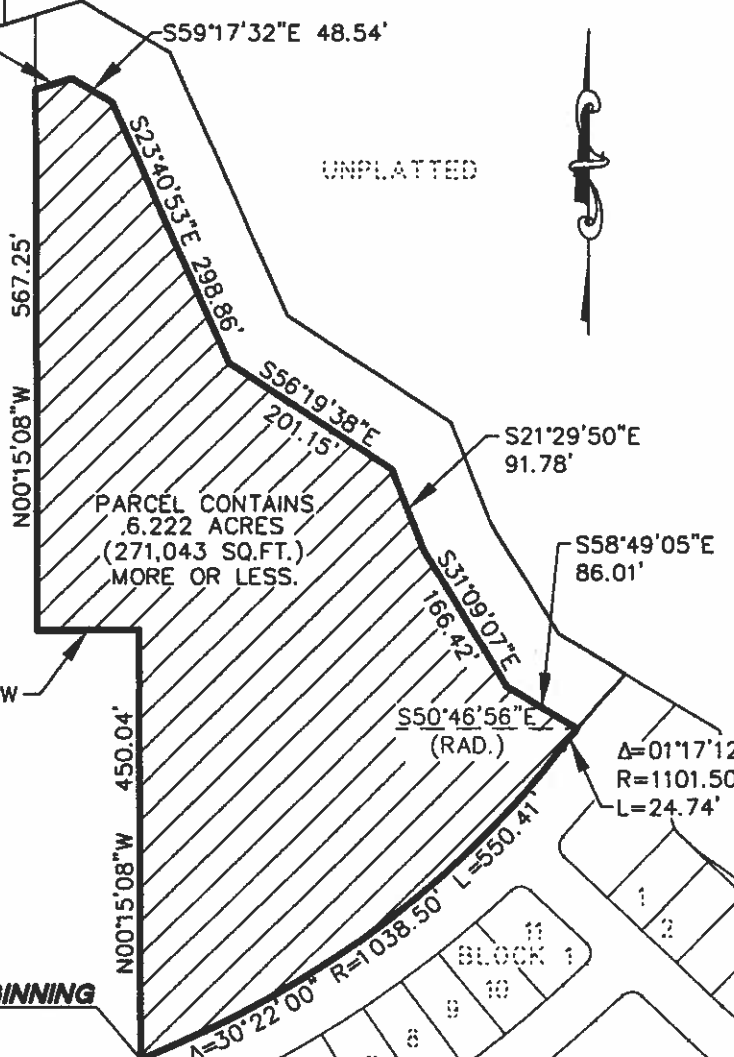 S59°17'32"E 48.54'
S23°40'53"E 298.86'
UNPLATTED
567.25'
N00°15'08"W
S56°19'38"E
201.15'
S21°29'50"E
91.78'
PARCEL CONTAINS
6.222 ACRES
(271,043 SQ.FT.)
MORE OR LESS.
S58°49'05"E
86.01'
S31°09'07"E
166.42'
W
S50°46'56"E
(RAD.)
Δ=01°17'12
R=1101.50
L=24.74'
450.04'
N00°15'08"W
Δ=30°22'00" R=1038.50' L=550.41'
1
2
11
BLOCK 1
10
9
8
GINNING